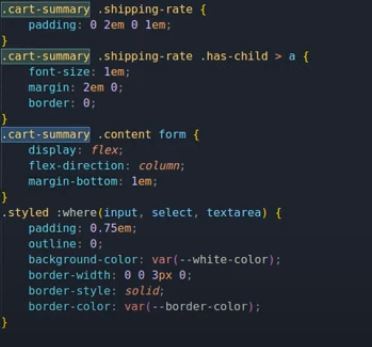 .cart-summary .shipping-rate {
    padding: 0 2em 0 1em;
}
.cart-summary .shipping-rate .has-child > a {
    font-size: 1em;
    margin: 2em 0;
    border: 0;
}
.cart-summary .content form {
    display: flex;
    flex-direction: column;
    margin-bottom: 1em;
}
.styled :where(input, select, textarea) {
    padding: 0.75em;
    outline: 0;
    background-color: var(--white-color);
    border-width: 0 0 3px 0;
    border-style: solid;
    border-color: var(--border-color);
}